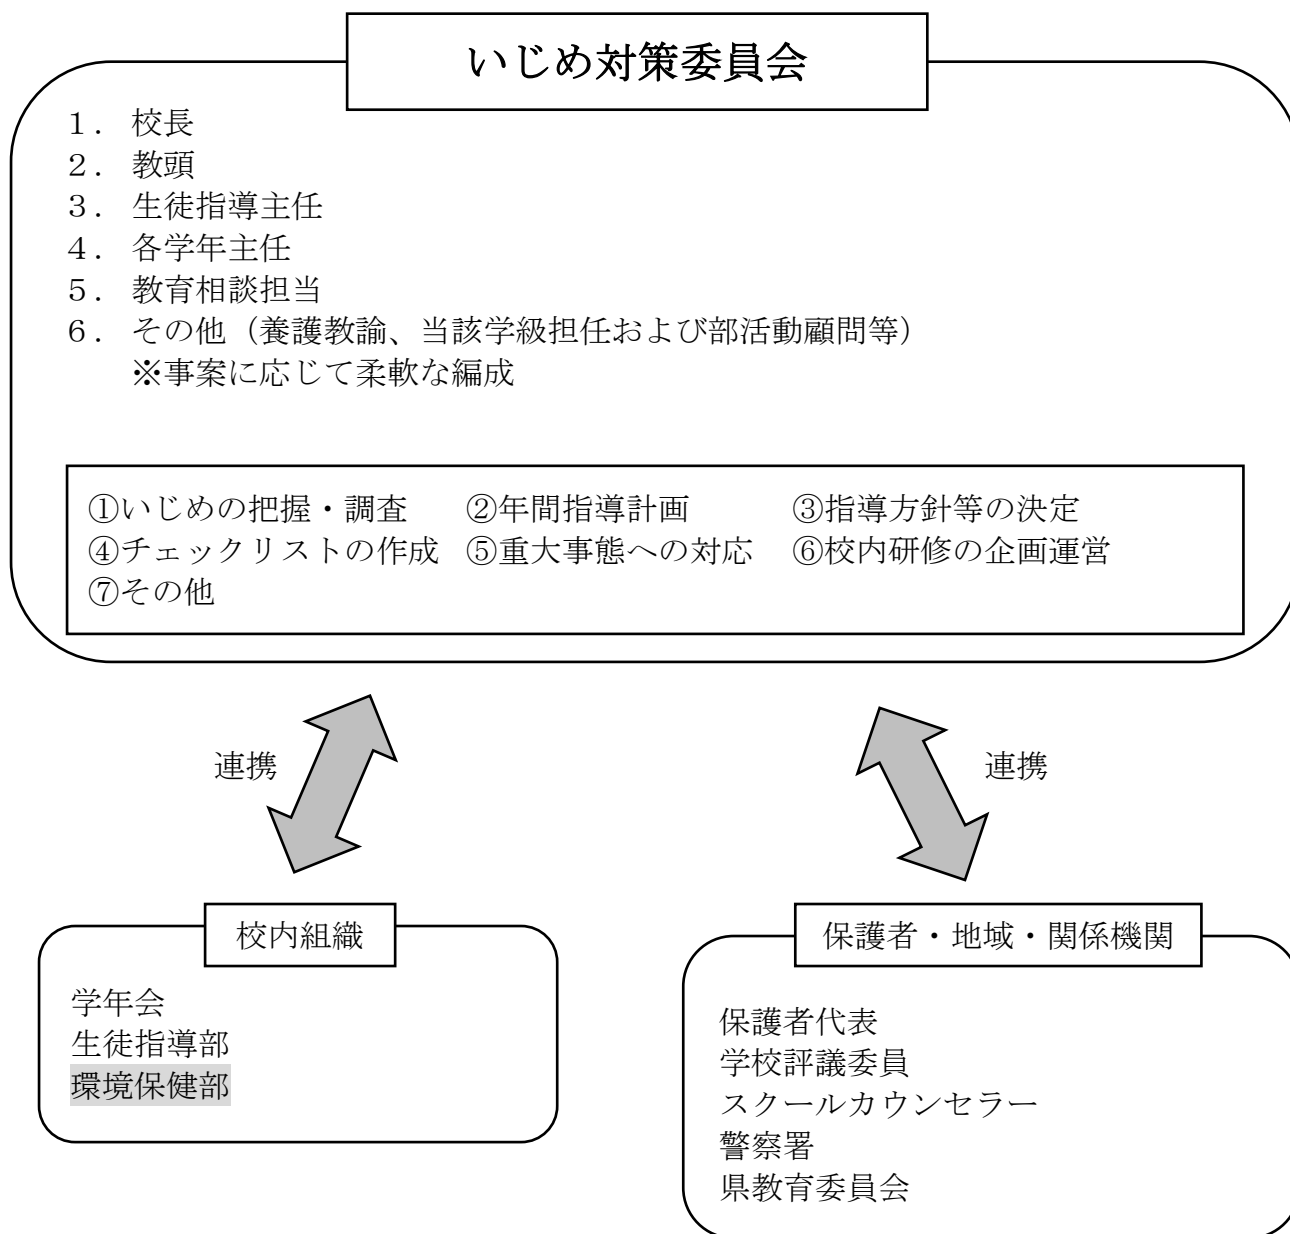 いじめ対策委員会
１． 校長
２． 教頭
３． 生徒指導主任
４． 各学年主任
５． 教育相談担当
６． その他（養護教諭、当該学級担任および部活動顧問等）
※事案に応じて柔軟な編成
①いじめの把握・調査 ②年間指導計画 ③指導方針等の決定
④チェックリストの作成 ⑤重大事態への対応 ⑥校内研修の企画運営
⑦その他
連携
連携
校内組織
学年会
生徒指導部
環境保健部
保護者・地域・関係機関
保護者代表
学校評議委員
スクールカウンセラー
警察署
県教育委員会